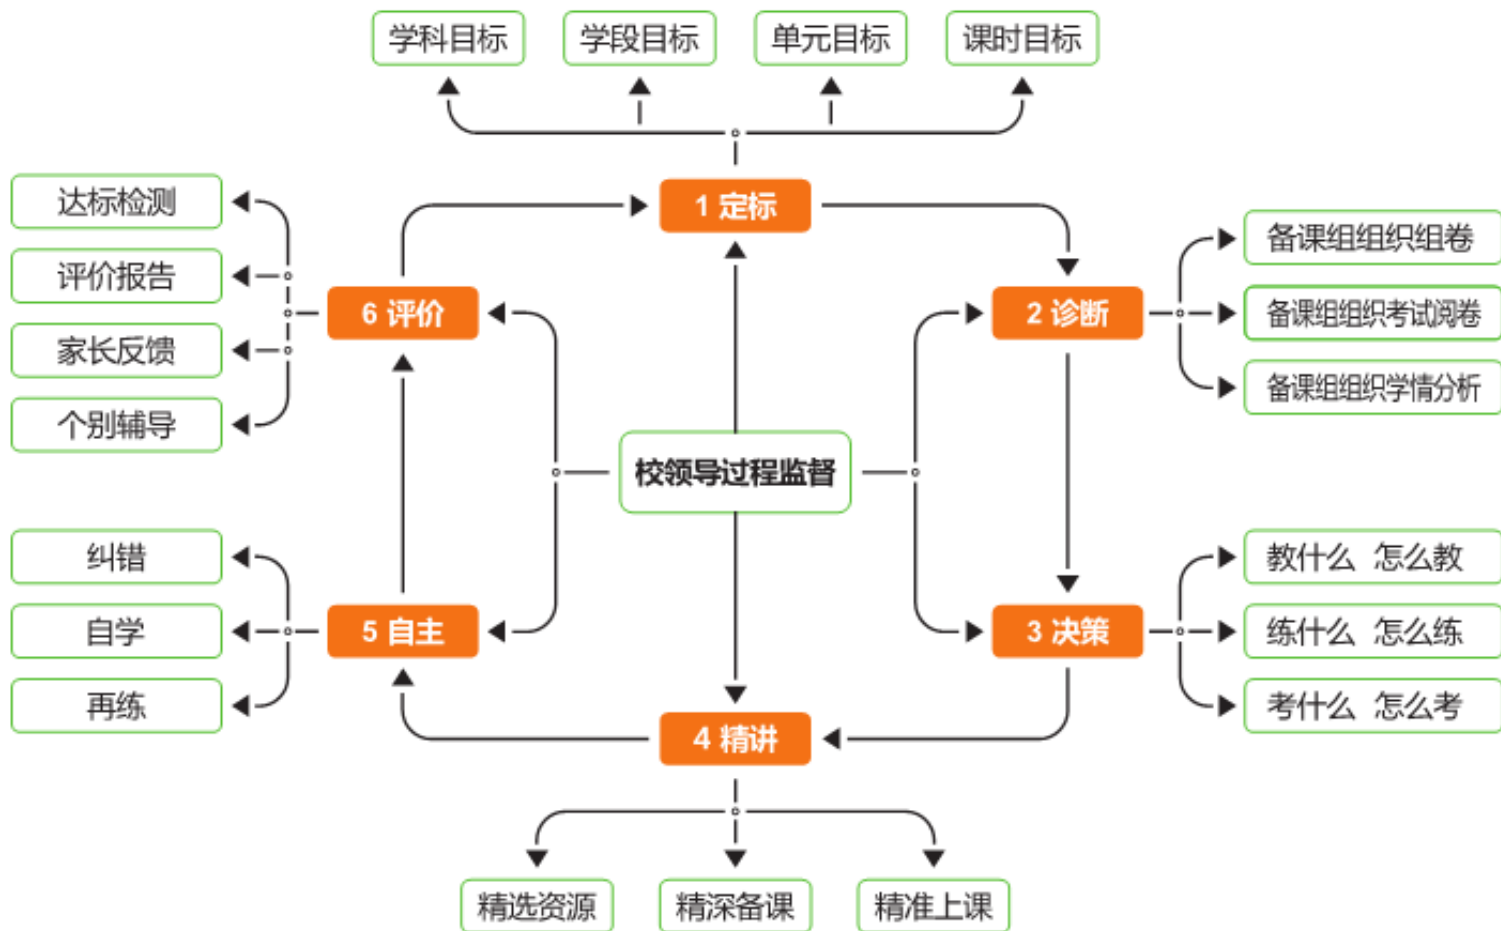 学科目标
学段目标
单元目标
课时目标
1 定标
达标检测
评价报告
家长反馈
个别辅导
6 评价
2 诊断
备课组组织组卷
备课组组织考试阅卷
备课组组织学情分析
校领导过程监督
纠错
自学
再练
5 自主
3 决策
教什么 怎么教
练什么 怎么练
考什么 怎么考
4 精讲
精选资源
精深备课
精准上课